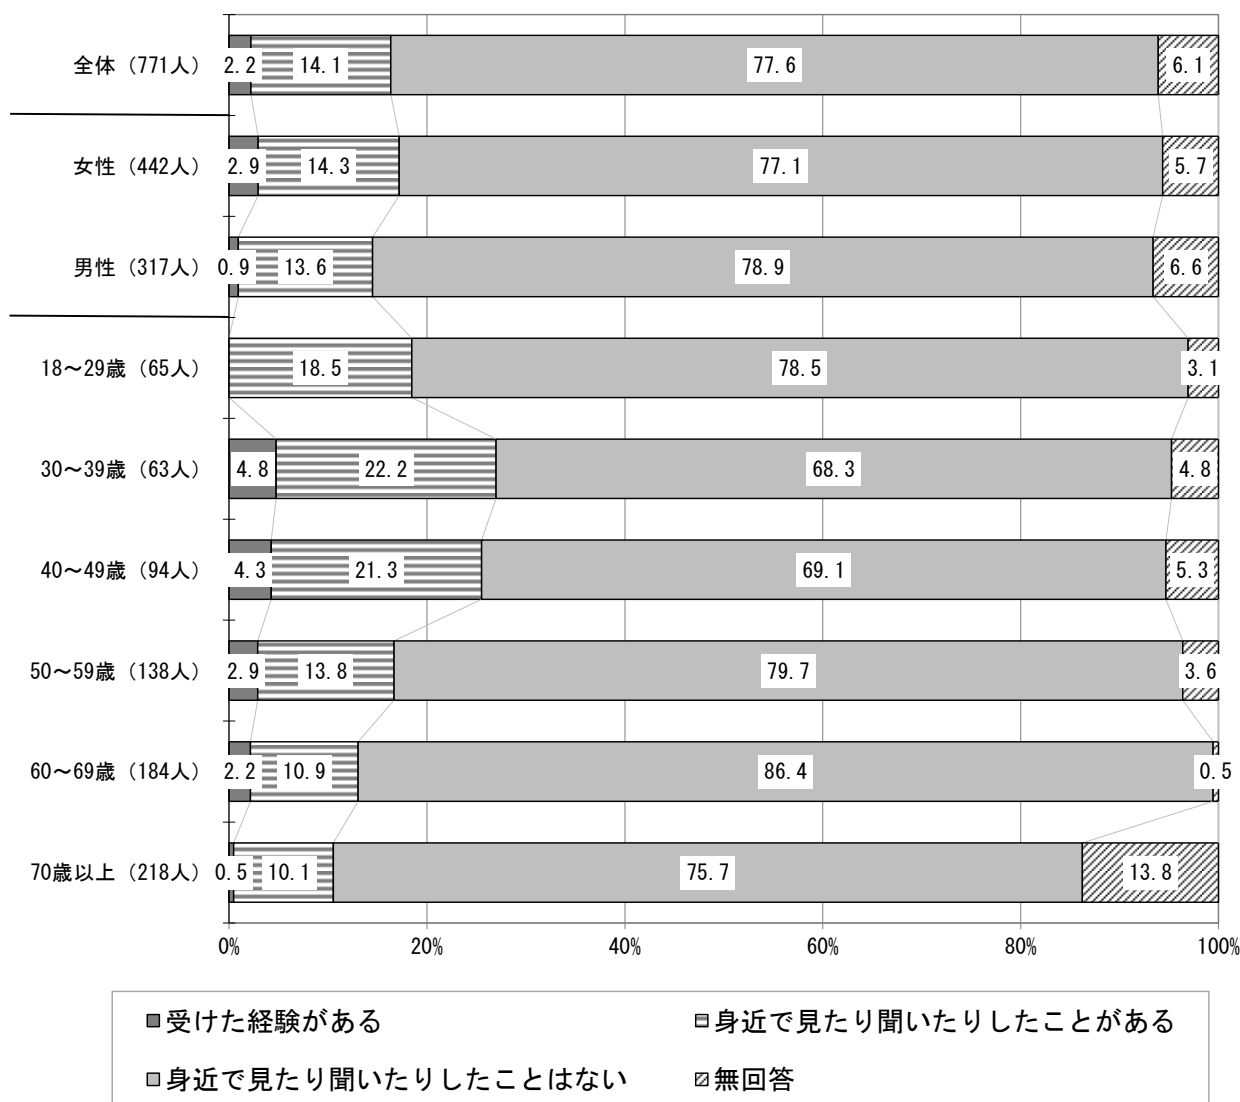 全体（771人） 2.2 14.1 77.6 6.1
女性（442人） 2.9 14.3 77.1 5.7
男性（317人） 0.9 13.6 78.9 6.6
18～29歳（65人） 18.5 78.5 3.1
30～39歳（63人） 4.8 22.2 68.3 4.8
40～49歳（94人） 4.3 21.3 69.1 5.3
50～59歳（138人） 2.9 13.8 79.7 3.6
60～69歳（184人） 2.2 10.9 86.4 0.5
70歳以上（218人） 0.5 10.1 75.7 13.8
0% 20% 40% 60% 80% 100%
受けた経験がある 身近で見たり聞いたりしたことがある
身近で見たり聞いたりしたことはない 無回答